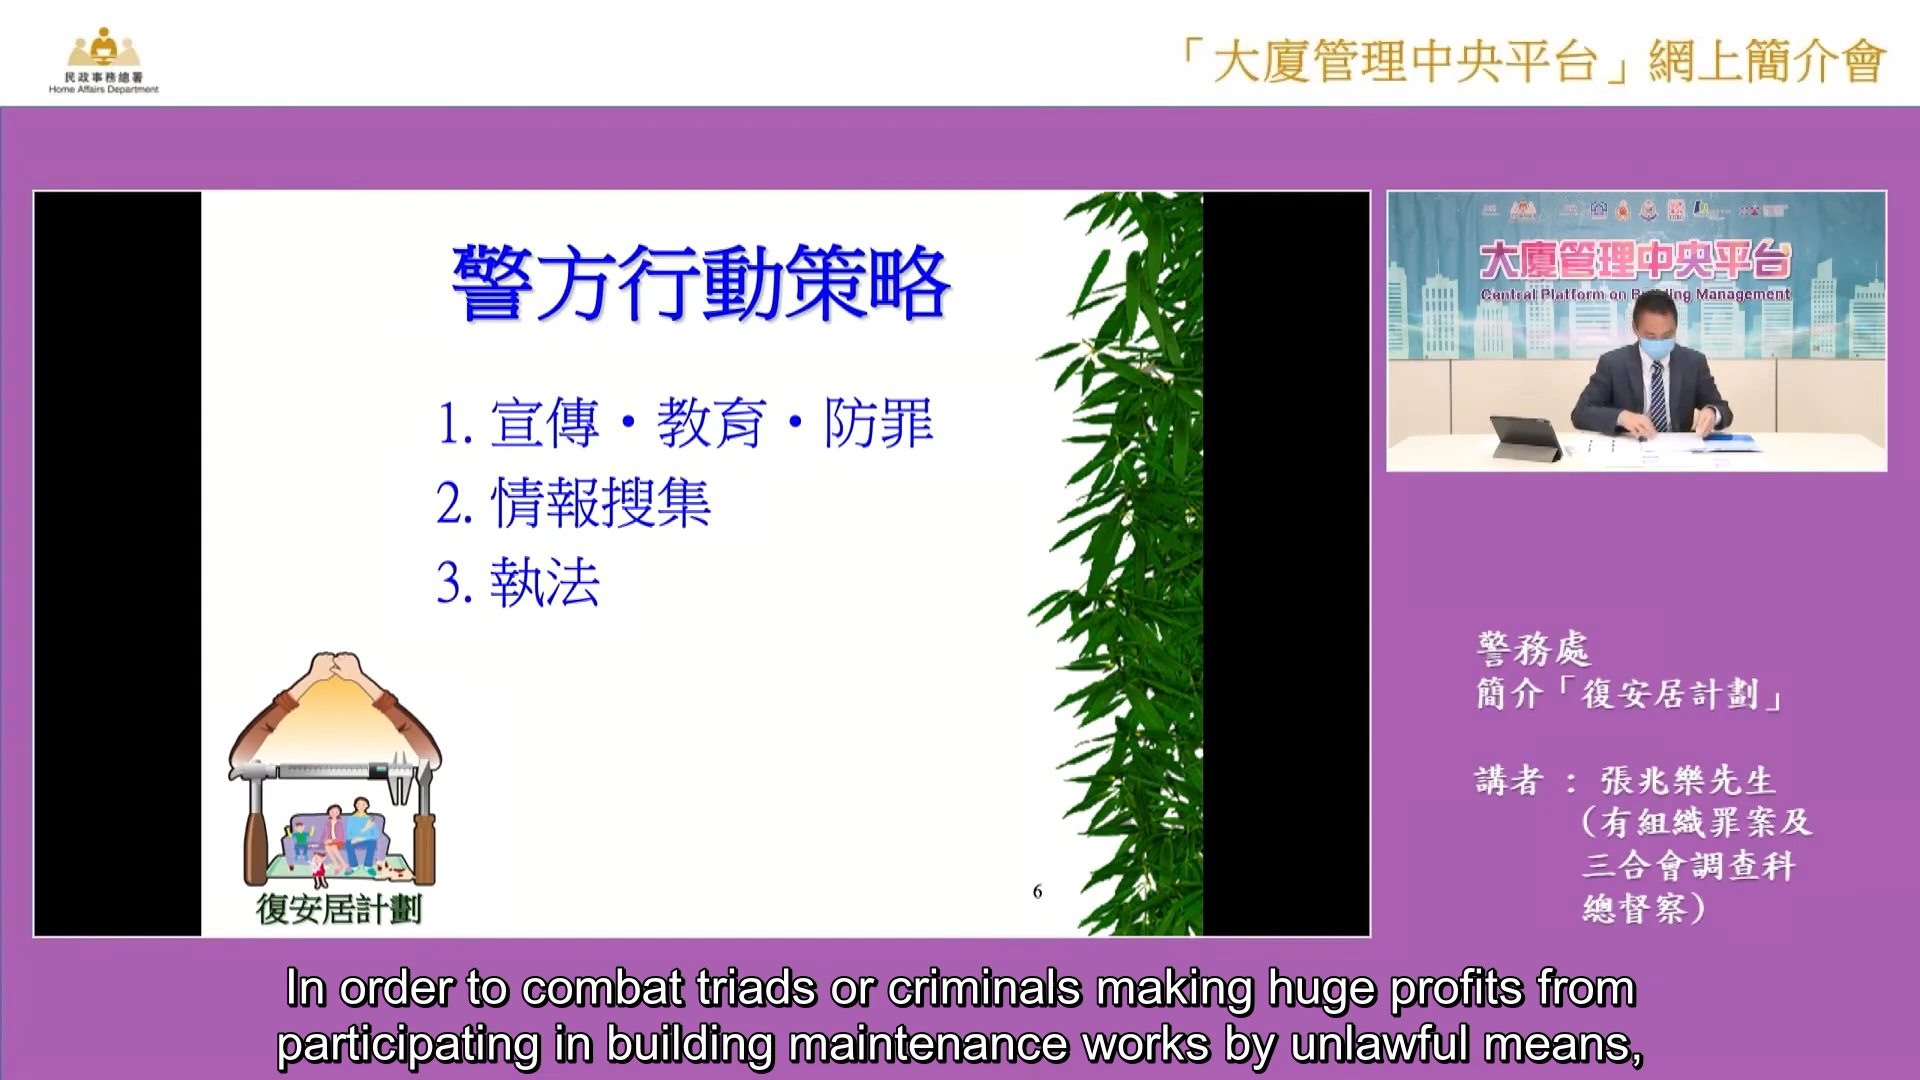 民政事務總署
Home Affairs Department
「大廈管理中央平台」網上簡介會
警方行動策略
1. 宣傳·教育·防罪
2. 情報搜集
3. 執法
復安居計劃
6
大廈管理中央平台
Central Platform on B ing Management
警務處
簡介「復安居計劃」
講者 : 張兆樂先生
(有組織罪案及
三合會調查科
總督察)
In order to combat triads or criminals making huge profits from
participating in building maintenance works by unlawful means,